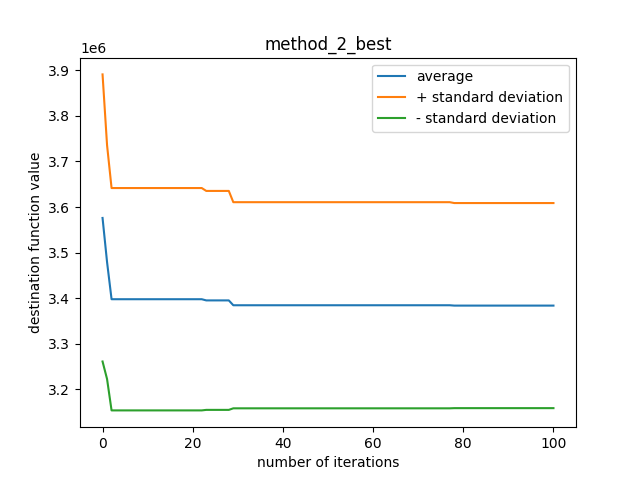 method_2_best
1e6
average
+ standard deviation
- standard deviation
destination function value
3.9
3.8
3.7
3.6
3.5
3.4
3.3
3.2
0 20 40 60 80 100
number of iterations